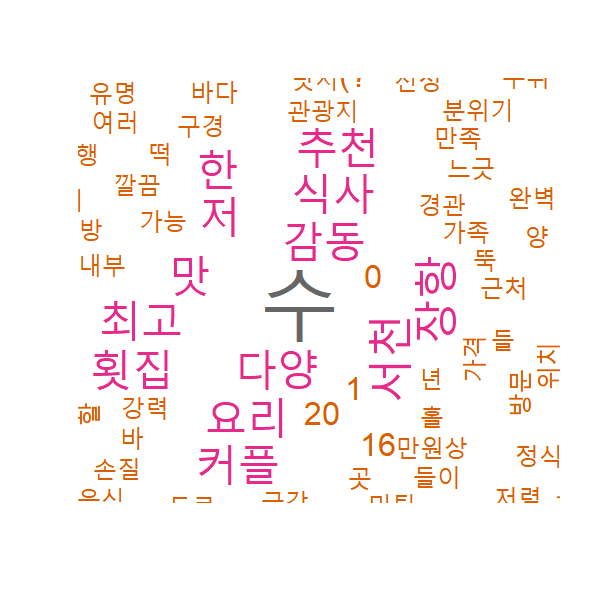 유명
바다
관광지
분위기
여러
구경
추천
만족
행
떡
한
느긋
깔끔
식사
완벽
저
경관
방
가능
감동
가족
양
내부
맛
0
장항
뚝
근처
수
최고
서천
가격
들
횟집
다양
1
년
방문
위치
할
강력
요리
20
홀
바
16만원상
손질
커플
곳
들이
정식